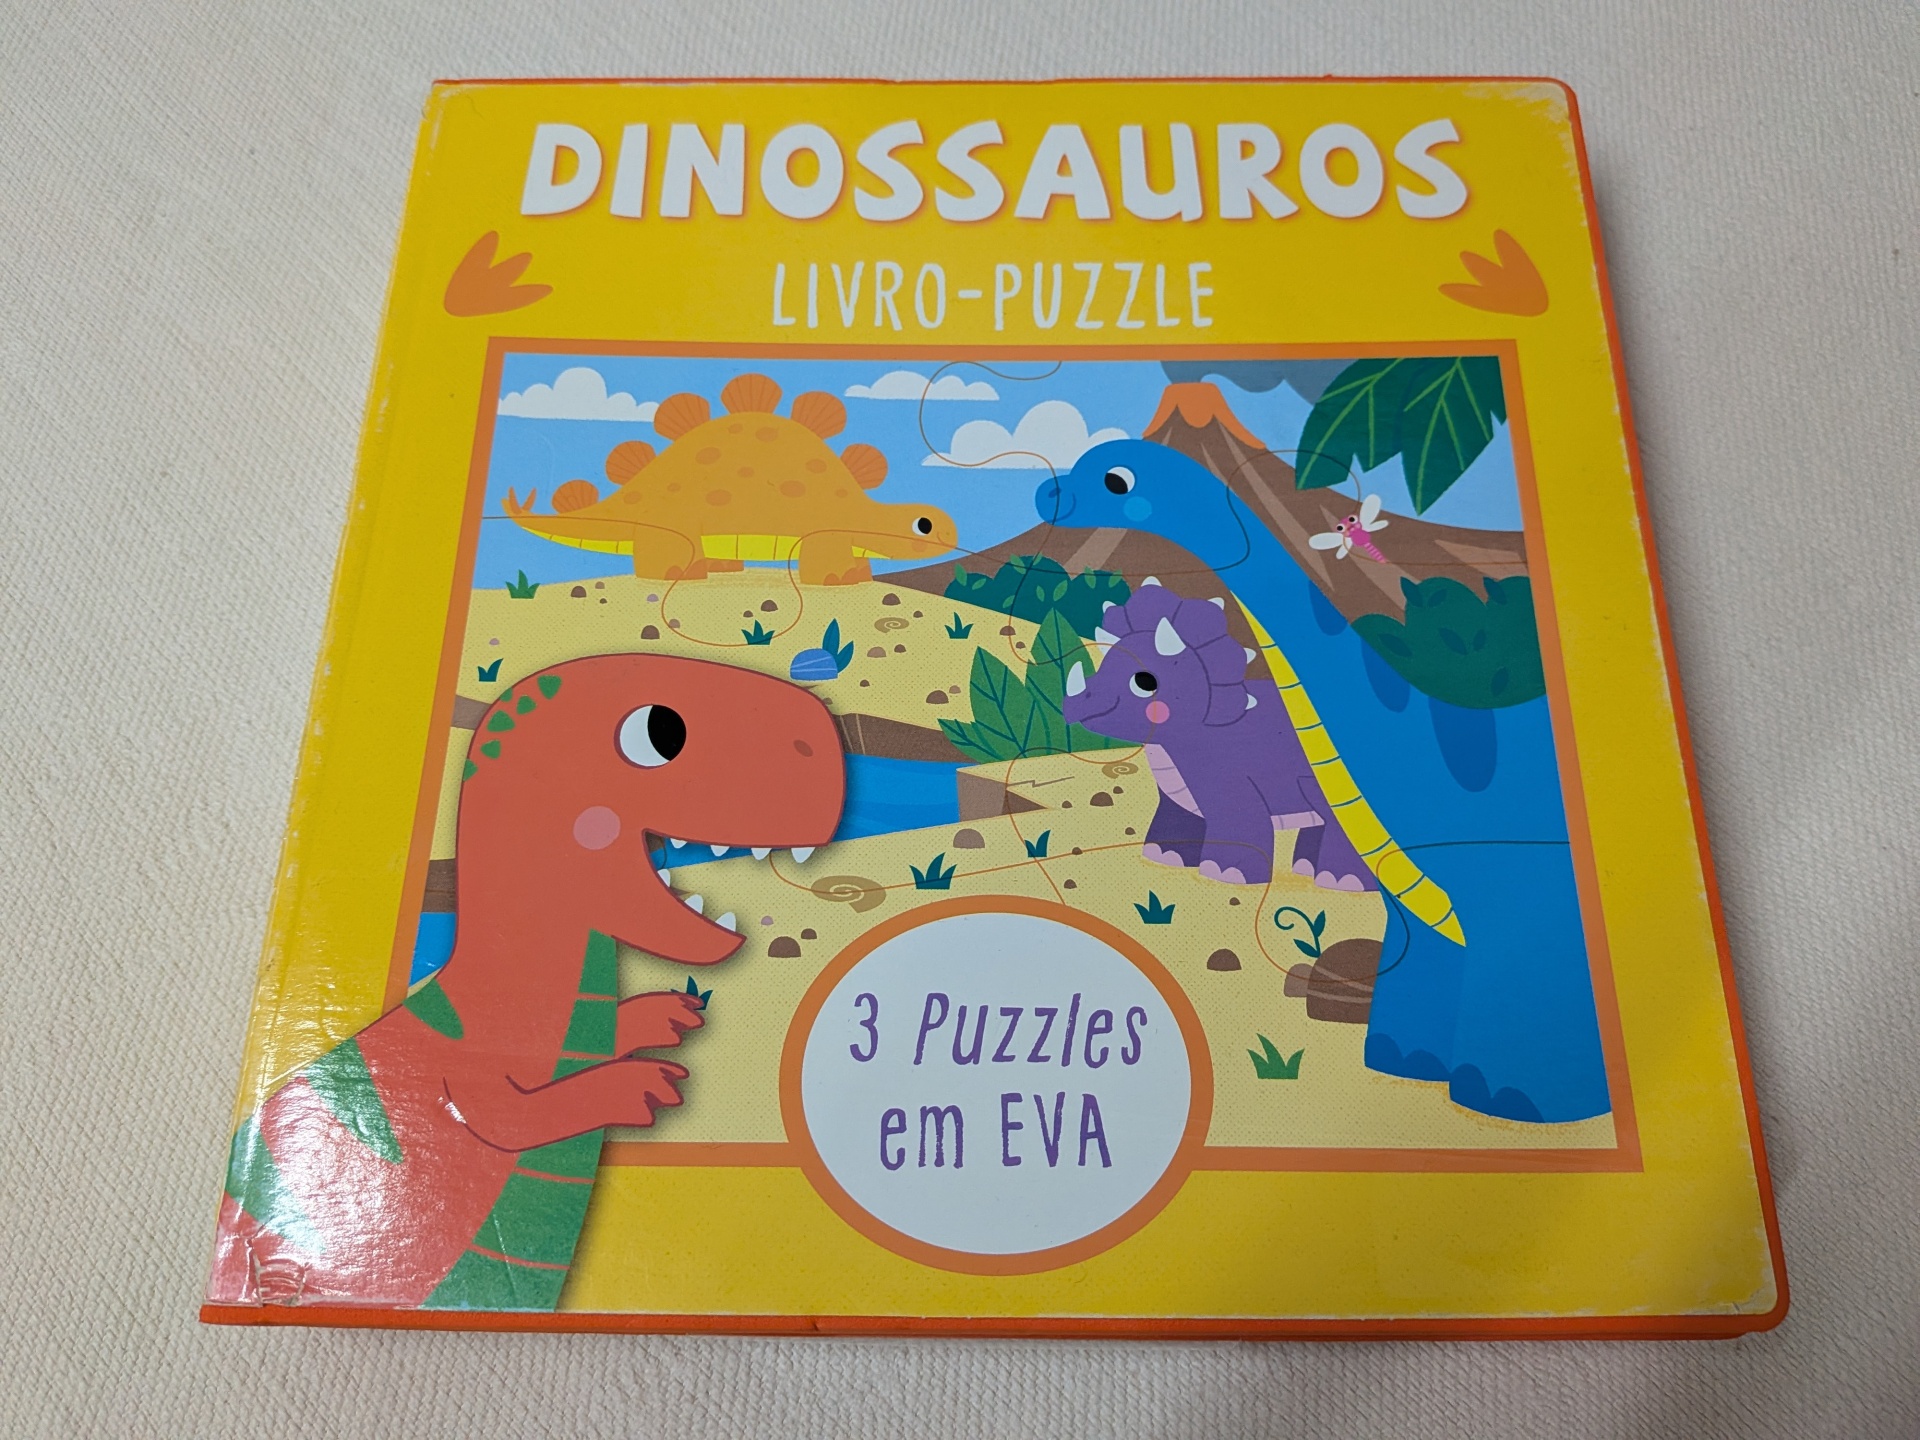 DINOSSAUROS
LIVRO-PUZZLE
3 Puzzles
em EVA